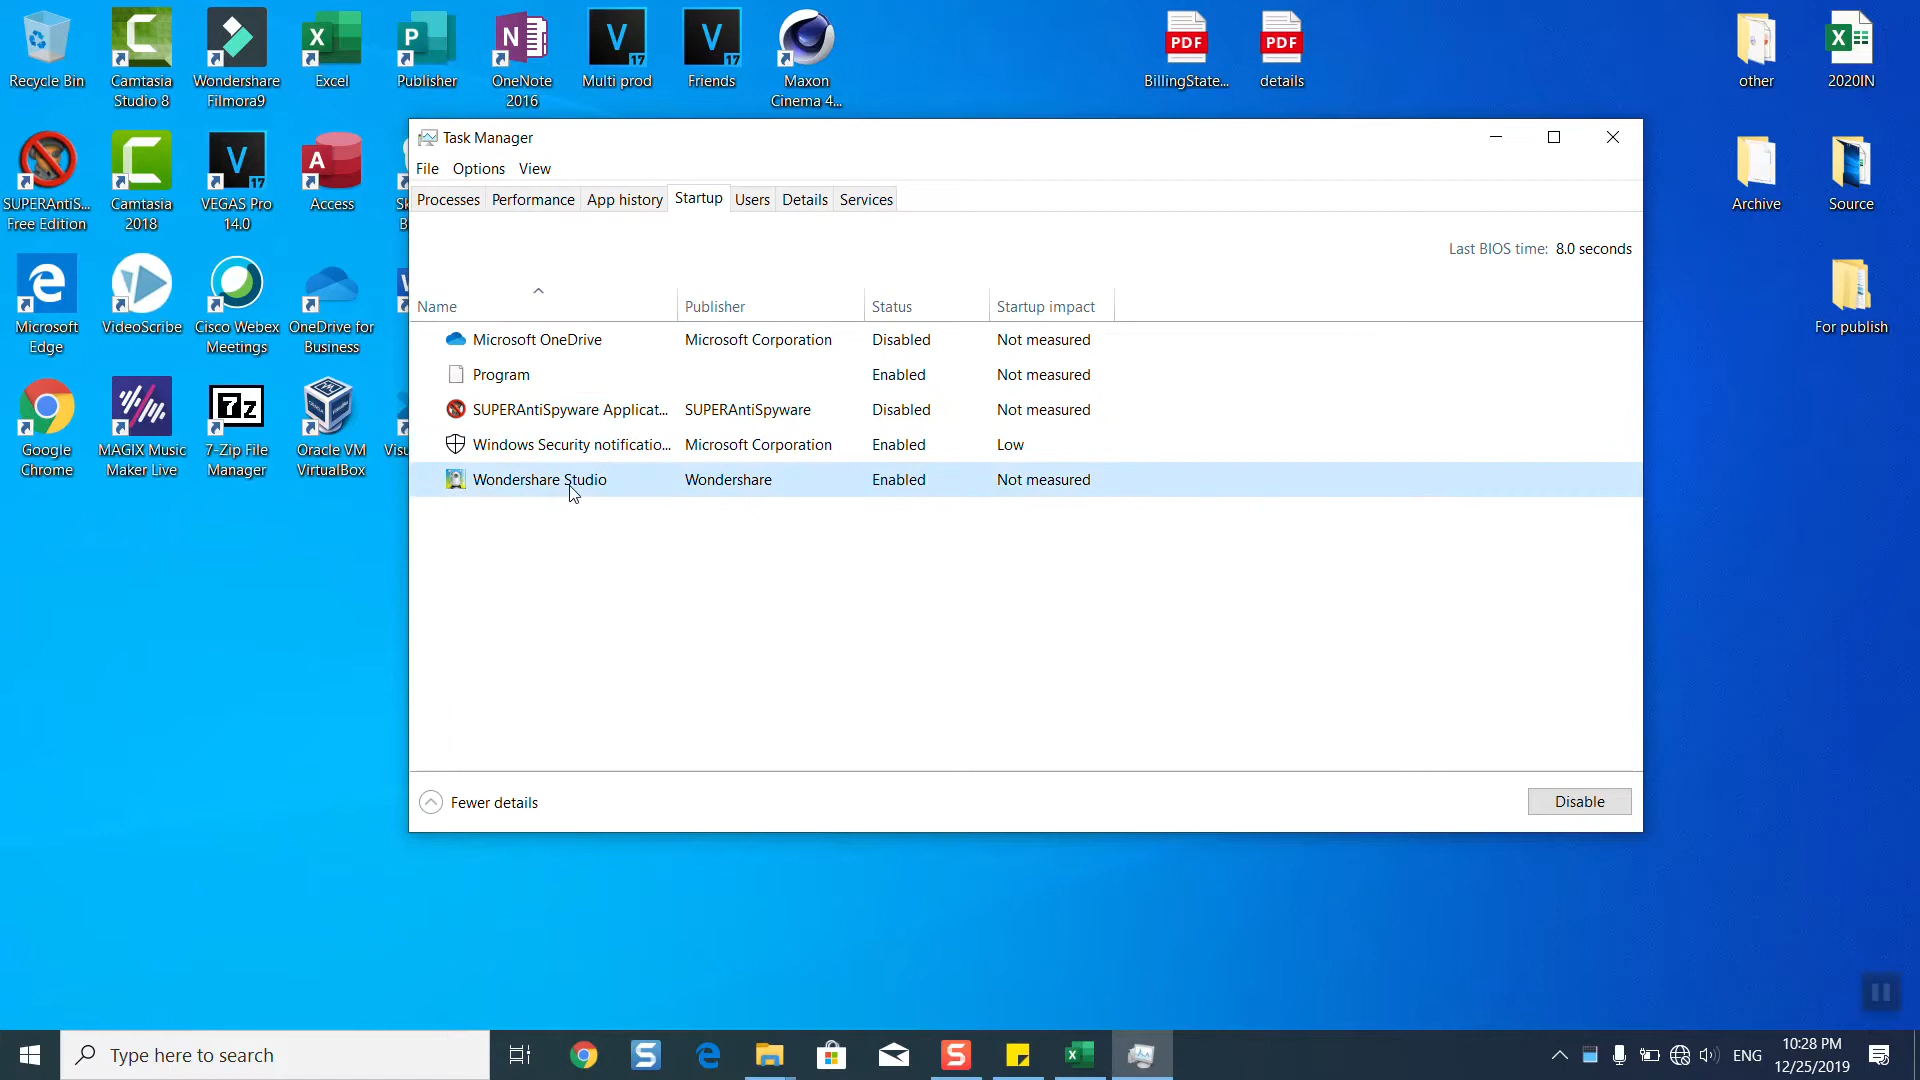 Recycle Bin
Camtasia
Studio 8
Wondershare
Filmora9
Excel
Publisher
OneNote
2016
Multi prod
Friends
Maxon
Cinema 4...
BillingState...
details
other
2020IN
SUPERAntiS...
Free Edition
Camtasia
2018
VEGAS Pro
14.0
Access
Archive
Source
Microsoft
Edge
VideoScribe
Cisco Webex
Meetings
OneDrive for
Business
For publish
Google
Chrome
MAGIX Music
Maker Live
7-Zip File
Manager
Oracle VM
VirtualBox
Task Manager
File Options View
Processes Performance App history Startup Users Details Services
Last BIOS time: 8.0 seconds
Name Publisher Status Startup impact
Microsoft OneDrive Microsoft Corporation Disabled Not measured
Program Enabled Not measured
SUPERAntiSpyware Applicat... SUPERAntiSpyware Disabled Not measured
Windows Security notificatio... Microsoft Corporation Enabled Low
Wondershare Studio Wondershare Enabled Not measured
Fewer details
Disable
Type here to search
ENG
10:28 PM
12/25/2019